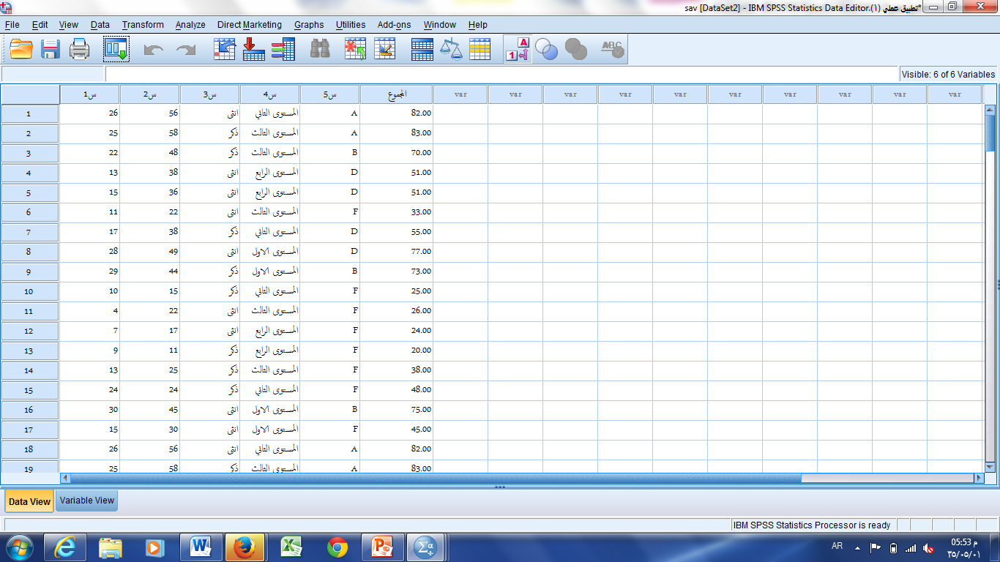 *تطبيق عملي (١).sav [DataSet2] - IBM SPSS Statistics Data Editor
File Edit View Data Transform Analyze Direct Marketing Graphs Utilities Add-ons Window Help
A 1 ABC
Visible: 6 of 6 Variables
س1 س2 س3 س4 س5 المجموع var var var var var var var var var var
1 26 56 انثى المستوى الثاني A 82.00
2 25 58 ذكر المستوى الثالث A 83.00
3 22 48 ذكر المستوى الثالث B 70.00
4 13 38 انثى المستوى الرابع D 51.00
5 15 36 انثى المستوى الرابع D 51.00
6 11 22 انثى المستوى الثالث F 33.00
7 17 38 ذكر المستوى الثاني D 55.00
8 28 49 انثى المستوى الاول D 77.00
9 29 44 ذكر المستوى الاول B 73.00
10 10 15 ذكر المستوى الثاني F 25.00
11 4 22 انثى المستوى الثالث F 26.00
12 7 17 انثى المستوى الرابع F 24.00
13 9 11 ذكر المستوى الرابع F 20.00
14 13 25 ذكر المستوى الثالث F 38.00
15 24 24 ذكر المستوى الثاني F 48.00
16 30 45 انثى المستوى الاول B 75.00
17 15 30 انثى المستوى الاول F 45.00
18 26 56 انثى المستوى الثاني A 82.00
19 25 58 ذكر المستوى الثالث A 83.00
Data View Variable View
IBM SPSS Statistics Processor is ready
AR 05:53 م
٣٥/٠٥/٠١